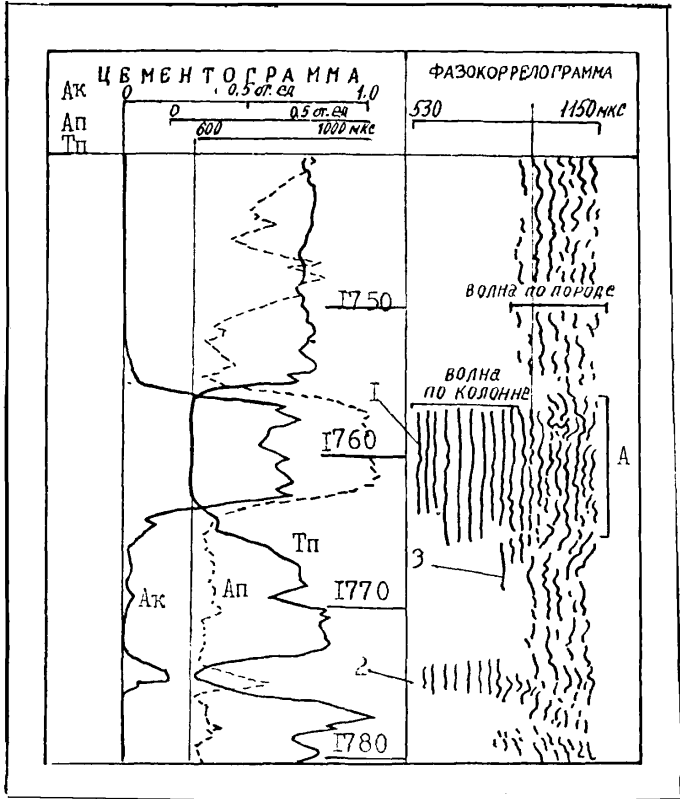 ЦЕМЕНТОГРАММА
ФАЗОКОРРЕЛОГРАММА
Ак 0 0,5 от. ед 1.0
Ап 0 0,5 от. ед
Тп 600 1000 мкс
530 1150 мкс
I750
ВОЛНА ПО ПОРОДЕ
ВОЛНА
ПО КОЛОННЕ
I
I760
А
Тп
3
Ак
Ап
I770
2
I780